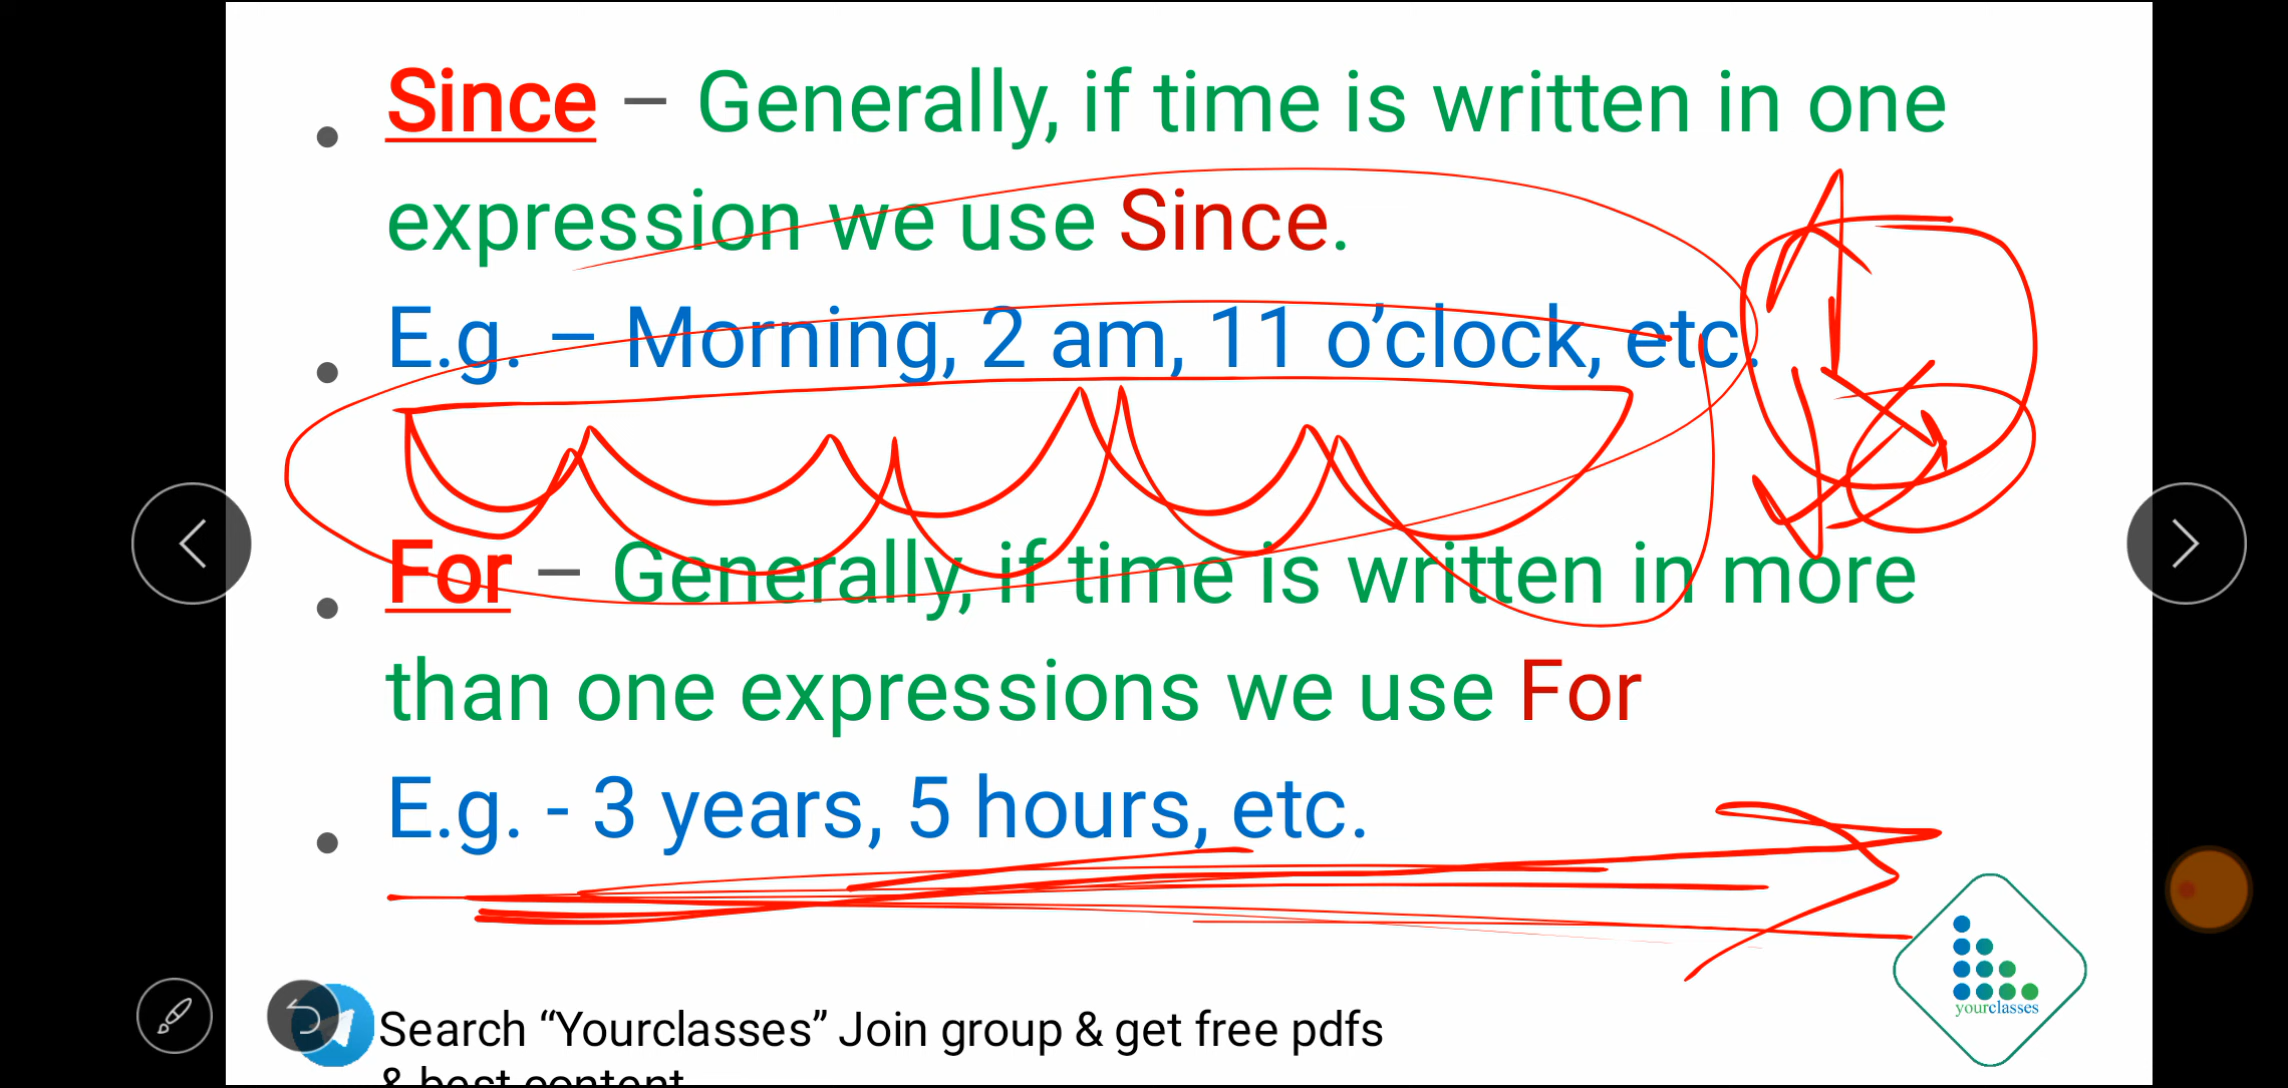 Since – Generally, if time is written in one
expression we use Since.
E.g. – Morning, 2 am, 11 o’clock, etc.
For – Generally, if time is written in more
than one expressions we use For
E.g. - 3 years, 5 hours, etc.
yourclasses
Search “Yourclasses” Join group & get free pdfs
& best content